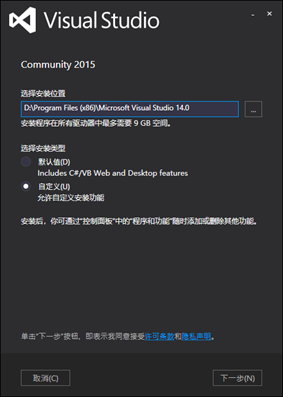 Visual Studio
Community 2015
选择安装位置
D:\Program Files (x86)\Microsoft Visual Studio 14.0
...
安装程序在所有驱动器中最多需要 9 GB 空间。
选择安装类型
默认值(D)
Includes C#/VB Web and Desktop features
自定义(U)
允许自定义安装功能
安装后，你可通过“控制面板”中的“程序和功能”随时添加或删除其他功能。
单击“下一步”按钮，即表示我同意接受许可条款和隐私声明。
取消(C)
下一步(N)